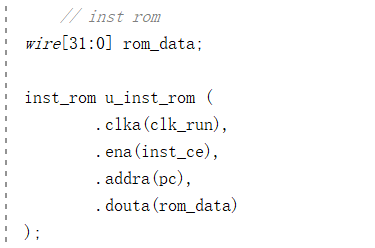 // inst rom
wire[31:0] rom_data;
inst_rom u_inst_rom (
.clka(clk_run),
.ena(inst_ce),
.addra(pc),
.douta(rom_data)
);